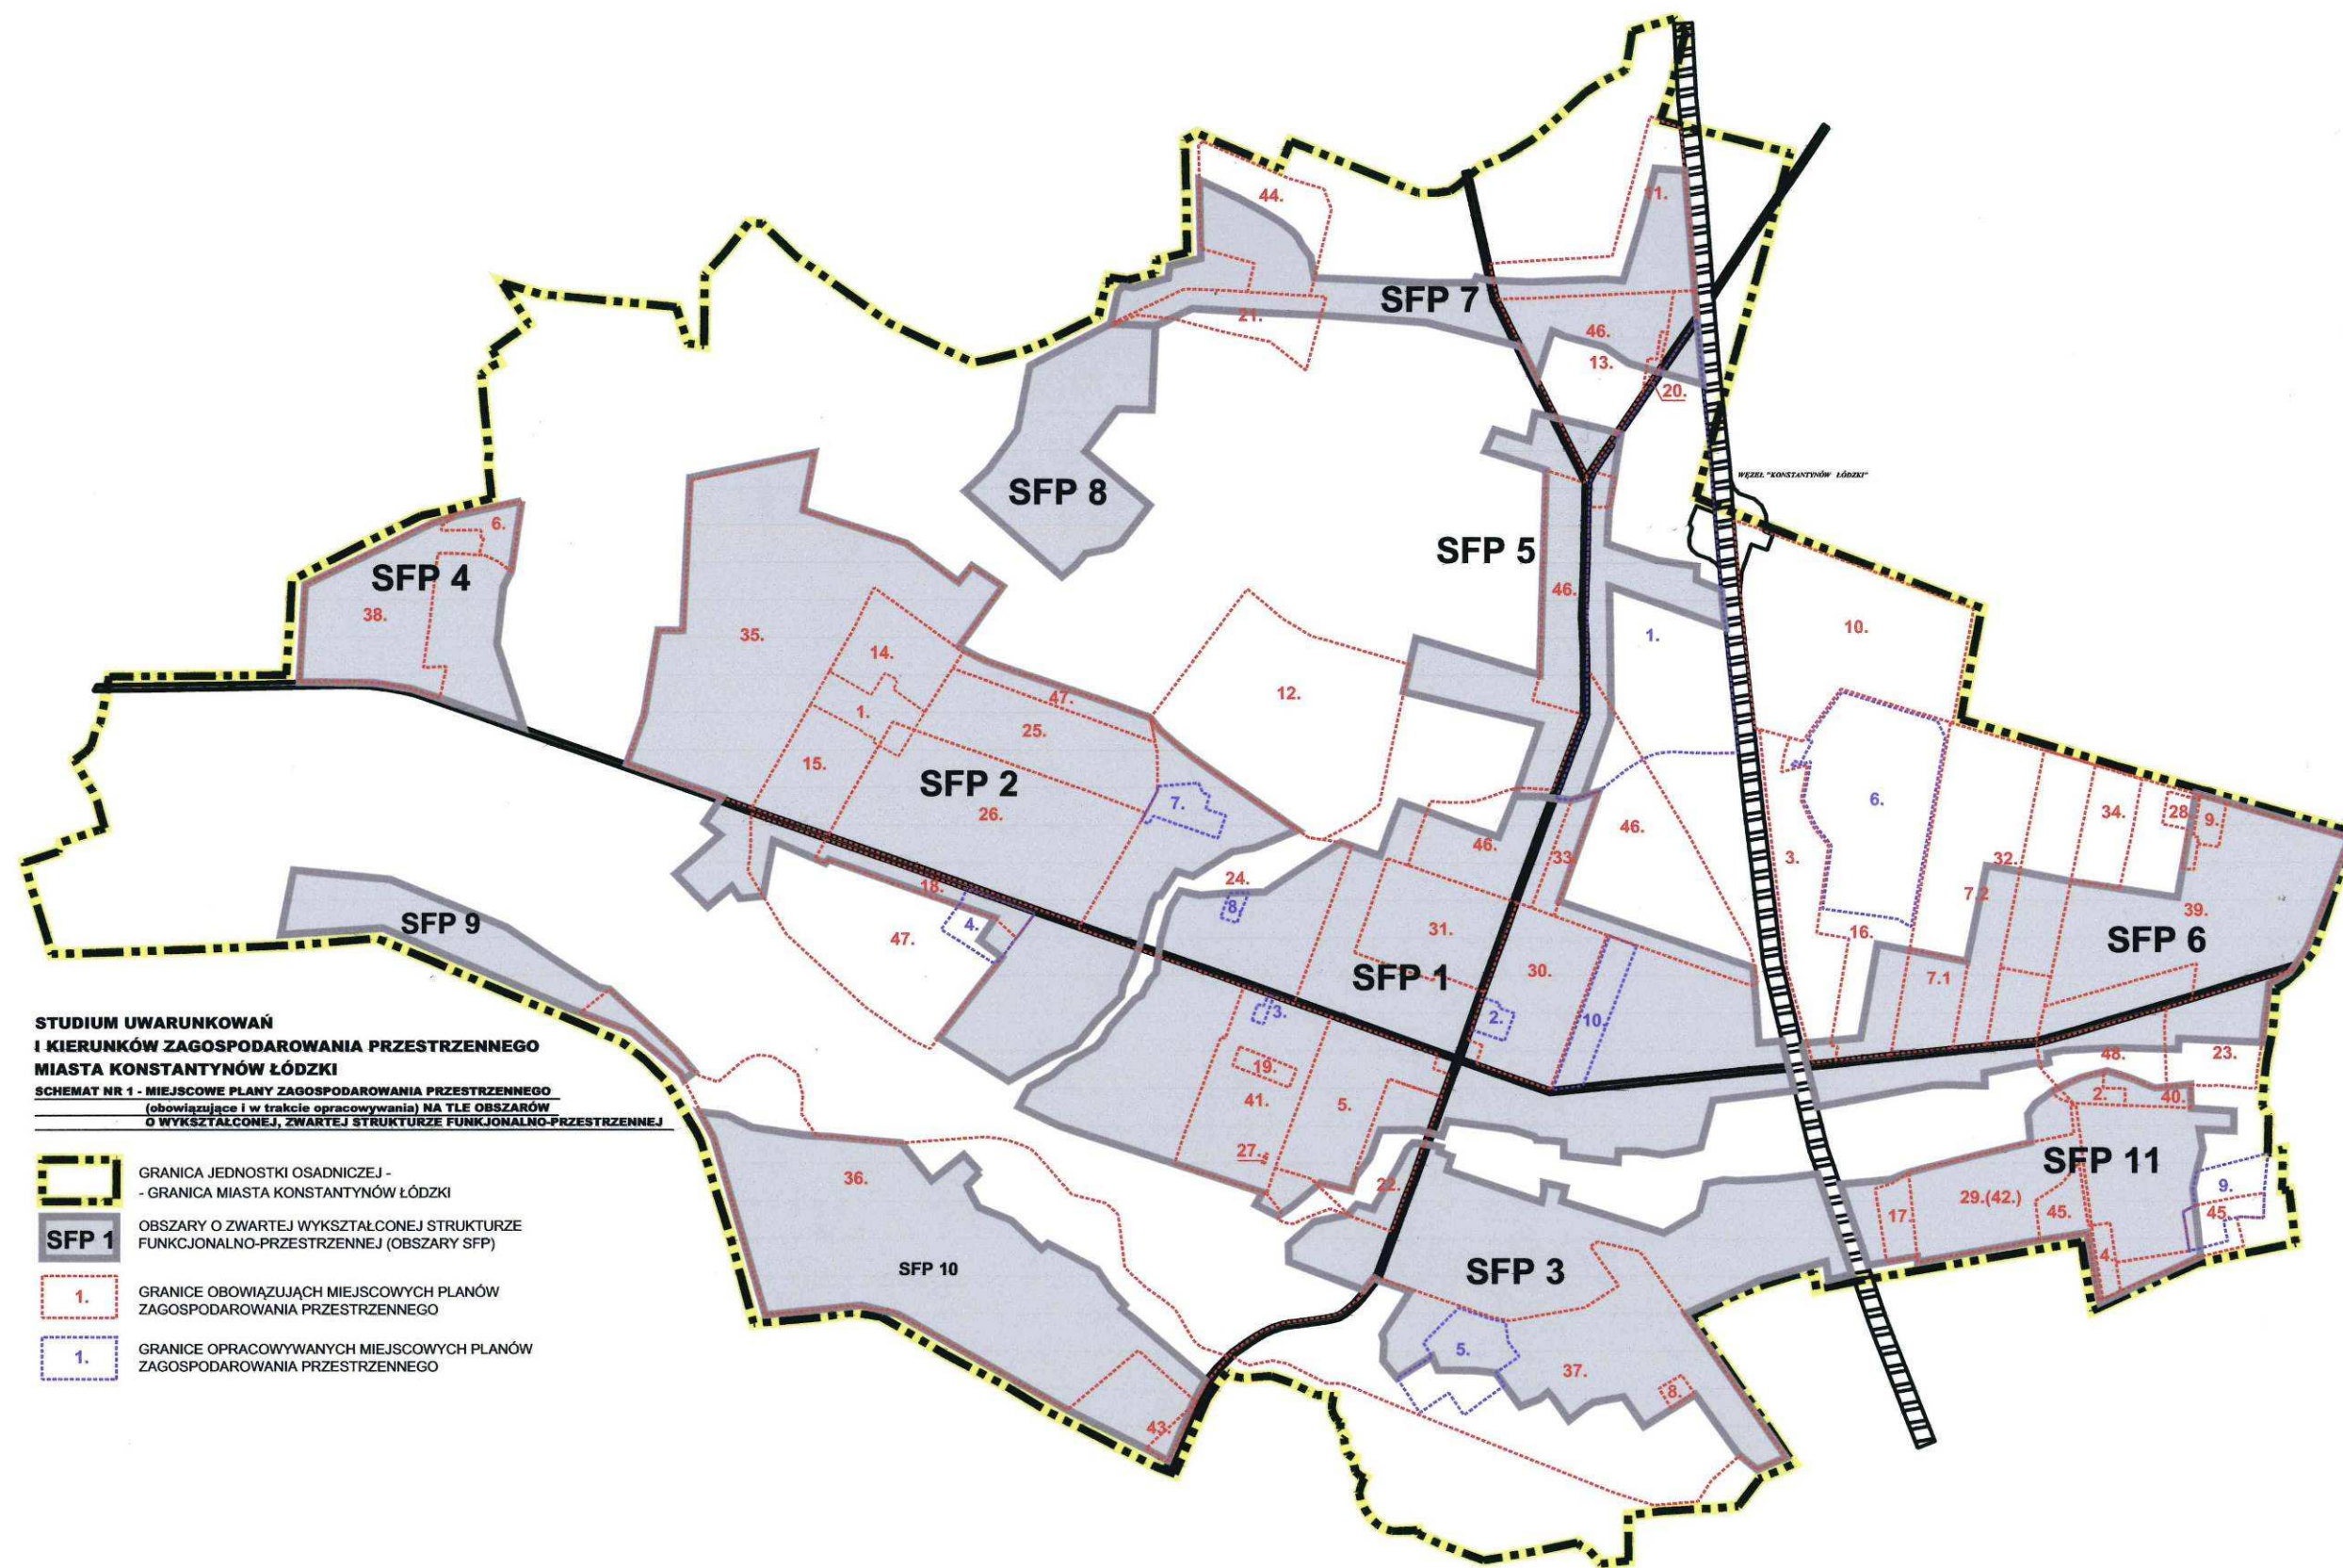 44.
11.
SFP 7
21.
46.
13.
20.
WĘZEŁ "KONSTANTYNÓW ŁÓDZKI"
SFP 8
6.
SFP 4
38.
SFP 5
46.
35.
1.
10.
14.
12.
47.
1.
25.
15.
SFP 2
26.
7.
6.
46.
46.
33.
3.
34.
28.
9.
32.
7.2
24.
18.
8.
39.
SFP 9
4.
47.
31.
16.
SFP 6
SFP 1
30.
7.1
3.
2.
10.
STUDIUM UWARUNKOWAŃ
I KIERUNKÓW ZAGOSPODAROWANIA PRZESTRZENNEGO
MIASTA KONSTANTYNÓW ŁÓDZKI
SCHEMAT NR 1 - MIEJSCOWE PLANY ZAGOSPODAROWANIA PRZESTRZENNEGO
(obowiązujące i w trakcie opracowywania) NA TLE OBSZARÓW
O WYKSZTAŁCONEJ, ZWARTEJ STRUKTURZE FUNKJONALNO-PRZESTRZENNEJ
19.
41.
5.
48.
23.
2.
40.
27.
22.
SFP 11
36.
17.
29.(42.)
45.
9.
45.
4.
GRANICA JEDNOSTKI OSADNICZEJ -
- GRANICA MIASTA KONSTANTYNÓW ŁÓDZKI
SFP 1
OBSZARY O ZWARTEJ WYKSZTAŁCONEJ STRUKTURZE
FUNKCJONALNO-PRZESTRZENNEJ (OBSZARY SFP)
SFP 10
SFP 3
1.
GRANICE OBOWIĄZUJĄCH MIEJSCOWYCH PLANÓW
ZAGOSPODAROWANIA PRZESTRZENNEGO
1.
GRANICE OPRACOWYWANYCH MIEJSCOWYCH PLANÓW
ZAGOSPODAROWANIA PRZESTRZENNEGO
5.
37.
8.
43.